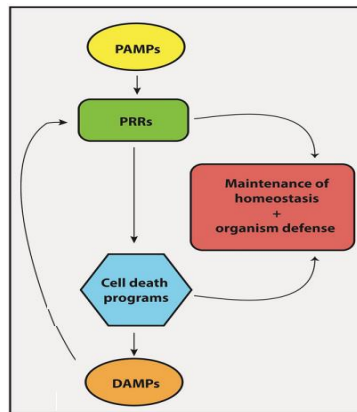 PAMPs
PRRs
Maintenance of
homeostasis
+
organism defense
Cell death
programs
DAMPs